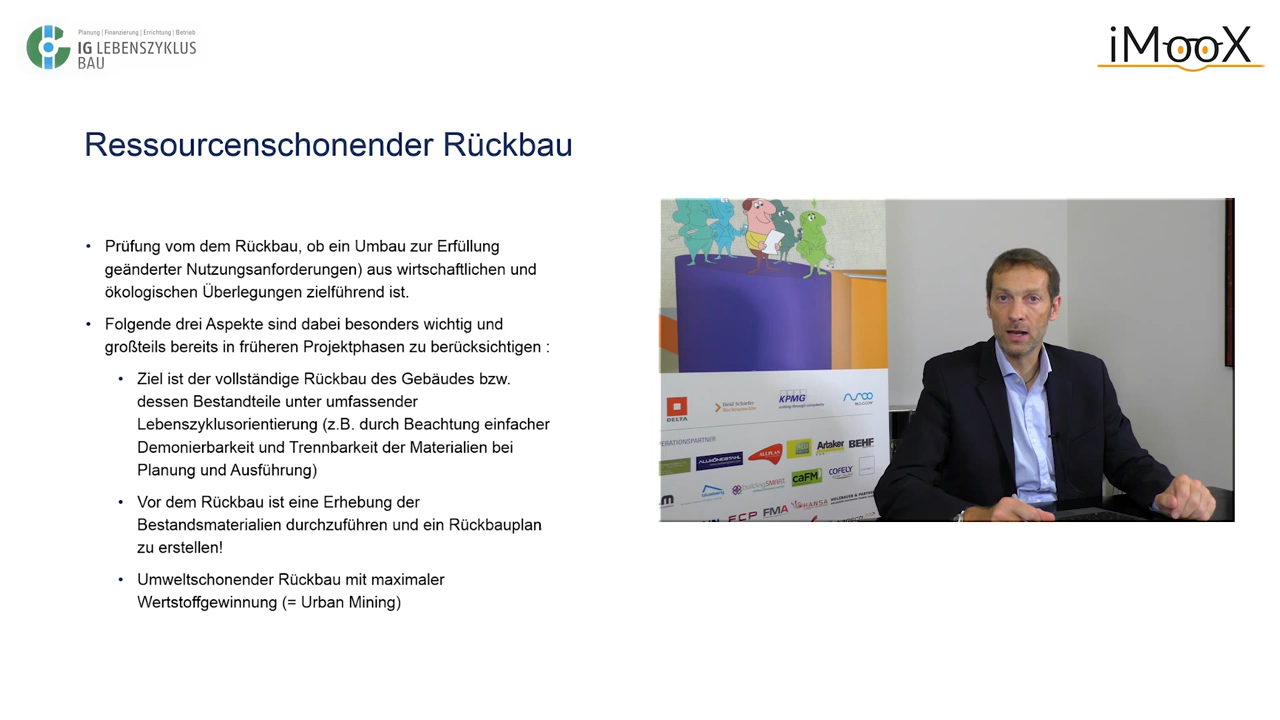 Planung | Finanzierung | Errichtung | Betrieb
IG LEBENSZYKLUS
BAU
iMooX
Ressourcenschonender Rückbau
• Prüfung vom dem Rückbau, ob ein Umbau zur Erfüllung
geänderter Nutzungsanforderungen) aus wirtschaftlichen und
ökologischen Überlegungen zielführend ist.
• Folgende drei Aspekte sind dabei besonders wichtig und
großteils bereits in früheren Projektphasen zu berücksichtigen :
• Ziel ist der vollständige Rückbau des Gebäudes bzw.
dessen Bestandteile unter umfassender
Lebenszyklusorientierung (z.B. durch Beachtung einfacher
Demonierbarkeit und Trennbarkeit der Materialien bei
Planung und Ausführung)
• Vor dem Rückbau ist eine Erhebung der
Bestandsmaterialien durchzuführen und ein Rückbauplan
zu erstellen!
• Umweltschonender Rückbau mit maximaler
Wertstoffgewinnung (= Urban Mining)
DELTA
KPMG
ERATIONSPARTNER
ALLPLAN
Artaker
BEHF
buildingSMART
caFM
COFELY
FCP
FMA
HANSA